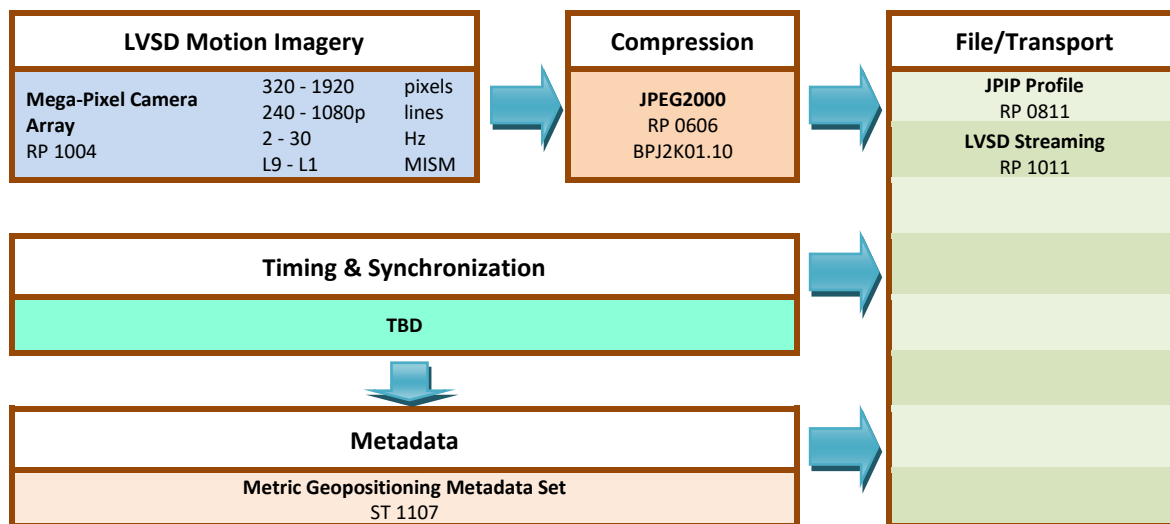 LVSD Motion Imagery
Mega-Pixel Camera
Array
RP 1004
320 - 1920 pixels
240 - 1080p lines
2 - 30 Hz
L9 - L1 MISM
Compression
JPEG2000
RP 0606
BPJ2K01.10
File/Transport
JPIP Profile
RP 0811
LVSD Streaming
RP 1011
Timing & Synchronization
TBD
Metadata
Metric Geopositioning Metadata Set
ST 1107